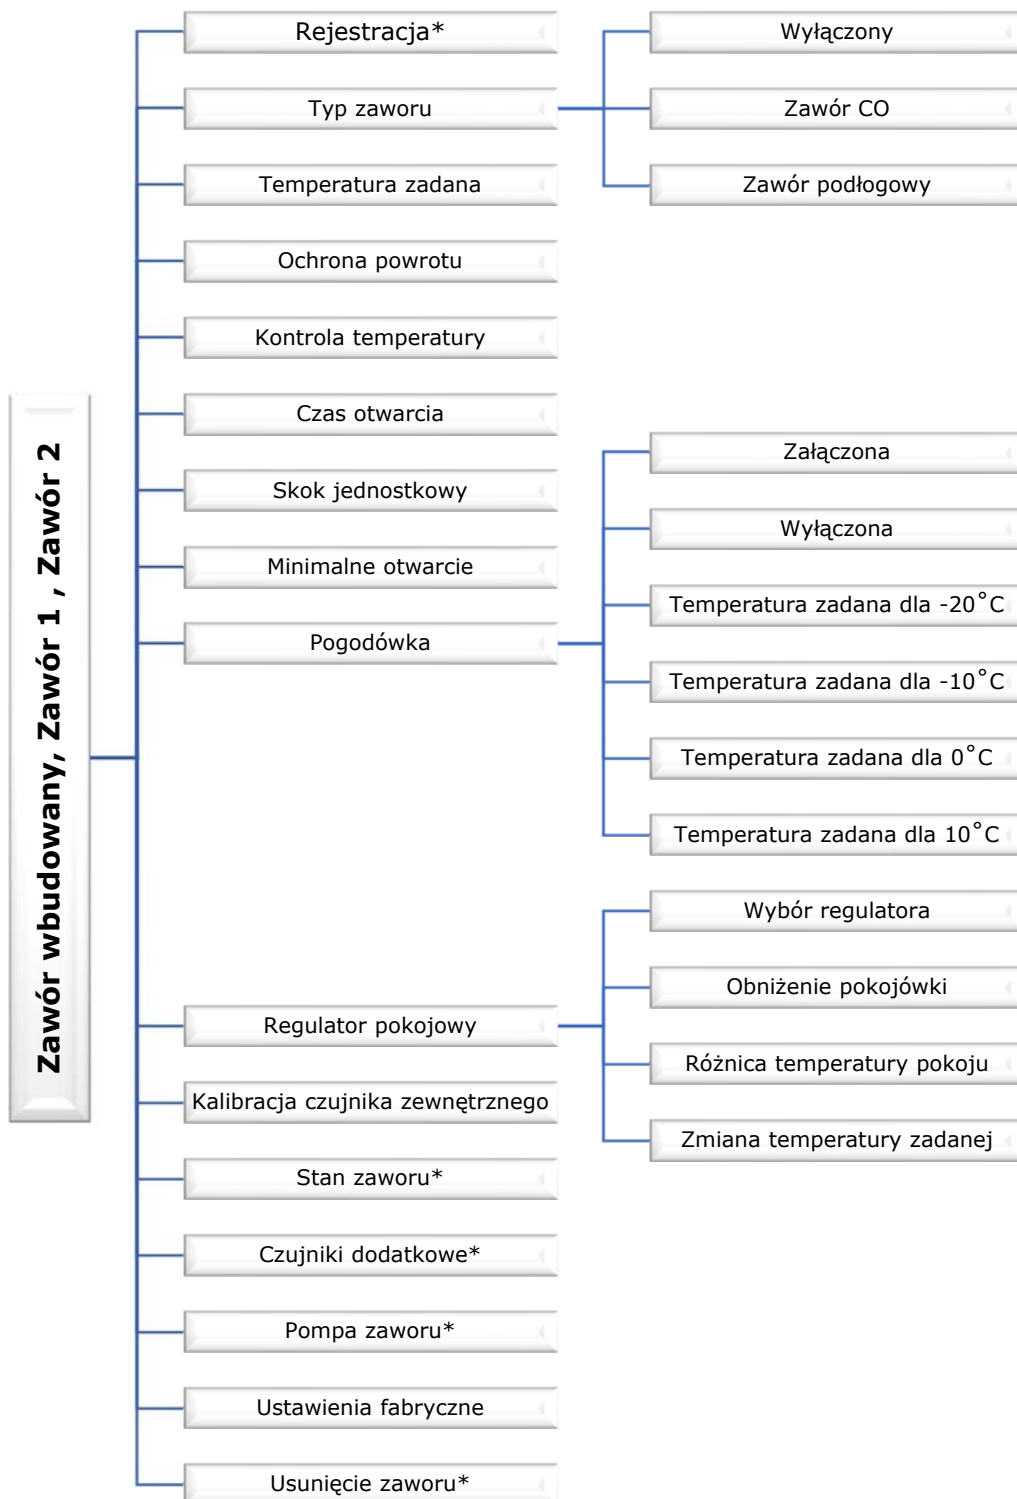 Zawór wbudowany, Zawór 1 , Zawór 2
Rejestracja*
Typ zaworu
Wyłączony
Zawór CO
Zawór podłogowy
Temperatura zadana
Ochrona powrotu
Kontrola temperatury
Czas otwarcia
Skok jednostkowy
Minimalne otwarcie
Pogodówka
Załączona
Wyłączona
Temperatura zadana dla -20°C
Temperatura zadana dla -10°C
Temperatura zadana dla 0°C
Temperatura zadana dla 10°C
Regulator pokojowy
Wybór regulatora
Obniżenie pokojówki
Różnica temperatury pokoju
Zmiana temperatury zadanej
Kalibracja czujnika zewnętrznego
Stan zaworu*
Czujniki dodatkowe*
Pompa zaworu*
Ustawienia fabryczne
Usunięcie zaworu*